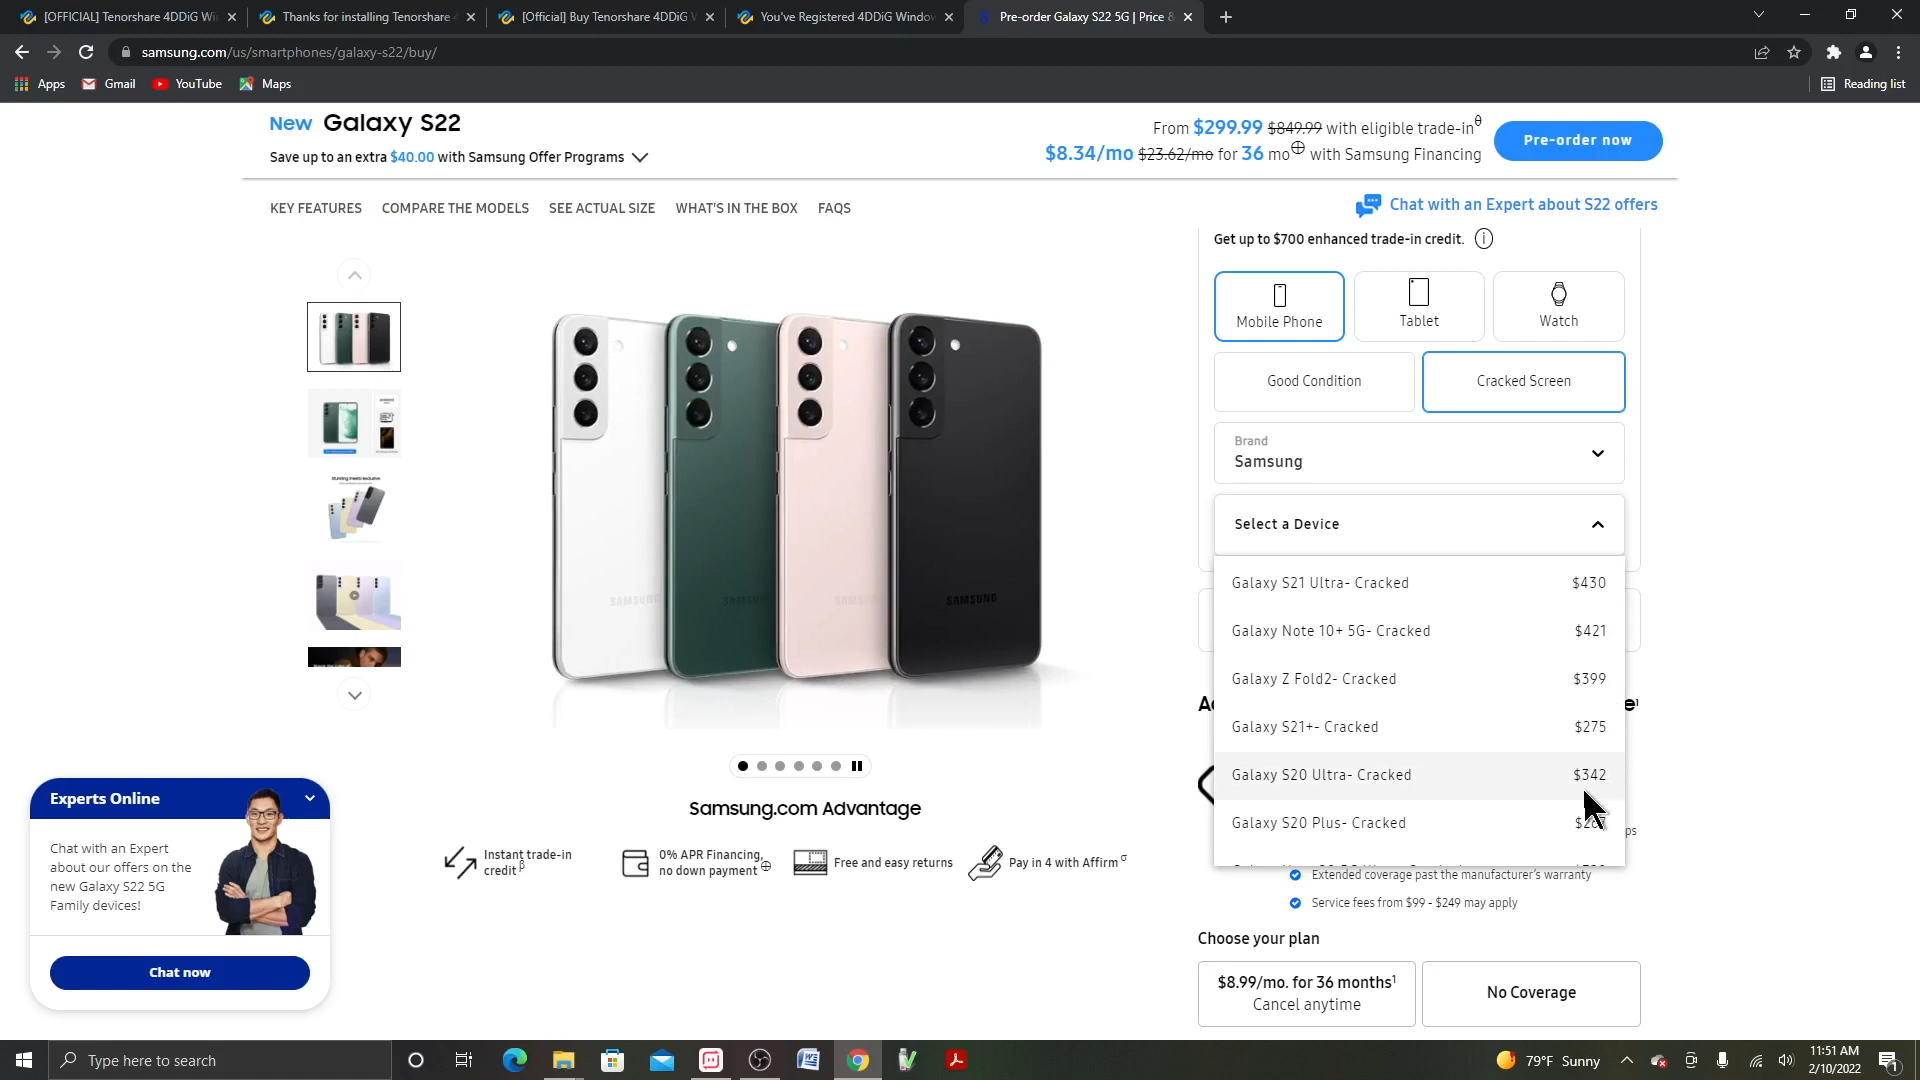 [OFFICIAL] Tenorshare 4DDiG Wi
Thanks for installing Tenorshare 4
[Official] Buy Tenorshare 4DDiG W
You've Registered 4DDiG Window
Pre-order Galaxy S22 5G | Price &
samsung.com/us/smartphones/galaxy-s22/buy/
Apps
Gmail
YouTube
Maps
Reading list
New Galaxy S22
Save up to an extra $40.00 with Samsung Offer Programs
From $299.99 $849.99 with eligible trade-in θ
$8.34/mo $23.62/mo for 36 mo⊕ with Samsung Financing
Pre-order now
KEY FEATURES
COMPARE THE MODELS
SEE ACTUAL SIZE
WHAT'S IN THE BOX
FAQS
Chat with an Expert about S22 offers
Get up to $700 enhanced trade-in credit.
Mobile Phone
Tablet
Watch
Good Condition
Cracked Screen
Brand
Samsung
Select a Device
Galaxy S21 Ultra- Cracked $430
Galaxy Note 10+ 5G- Cracked $421
Galaxy Z Fold2- Cracked $399
Galaxy S21+- Cracked $275
Galaxy S20 Ultra- Cracked $342
Galaxy S20 Plus- Cracked
SAMSUNG
SAMSUNG
SAMSUNG
SAMSUNG
Samsung.com Advantage
Instant trade-in
credit β
0% APR Financing,
no down payment ⊕
Free and easy returns
Pay in 4 with Affirm σ
Extended coverage past the manufacturer's warranty
Service fees from $99 - $249 may apply
Choose your plan
$8.99/mo. for 36 months¹
Cancel anytime
No Coverage
Experts Online
Chat with an Expert
about our offers on the
new Galaxy S22 5G
Family devices!
Chat now
Type here to search
79°F Sunny
11:51 AM
2/10/2022
1